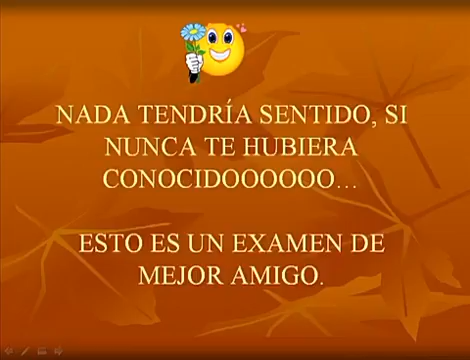 NADA TENDRÍA SENTIDO, SI
NUNCA TE HUBIERA
CONOCIDOOOOOO…
ESTO ES UN EXAMEN DE
MEJOR AMIGO.